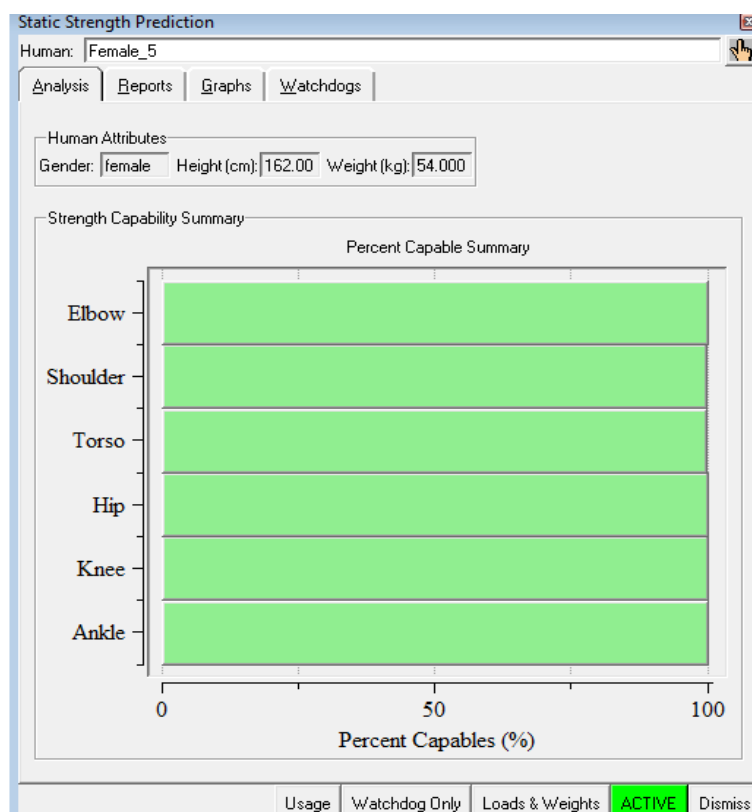 Static Strength Prediction
Human: Female_5
Analysis Reports Graphs Watchdogs
Human Attributes
Gender: female Height (cm): 162.00 Weight (kg): 54.000
Strength Capability Summary
Percent Capable Summary
Elbow
Shoulder
Torso
Hip
Knee
Ankle
0 50 100
Percent Capables (%)
Usage Watchdog Only Loads & Weights ACTIVE Dismiss